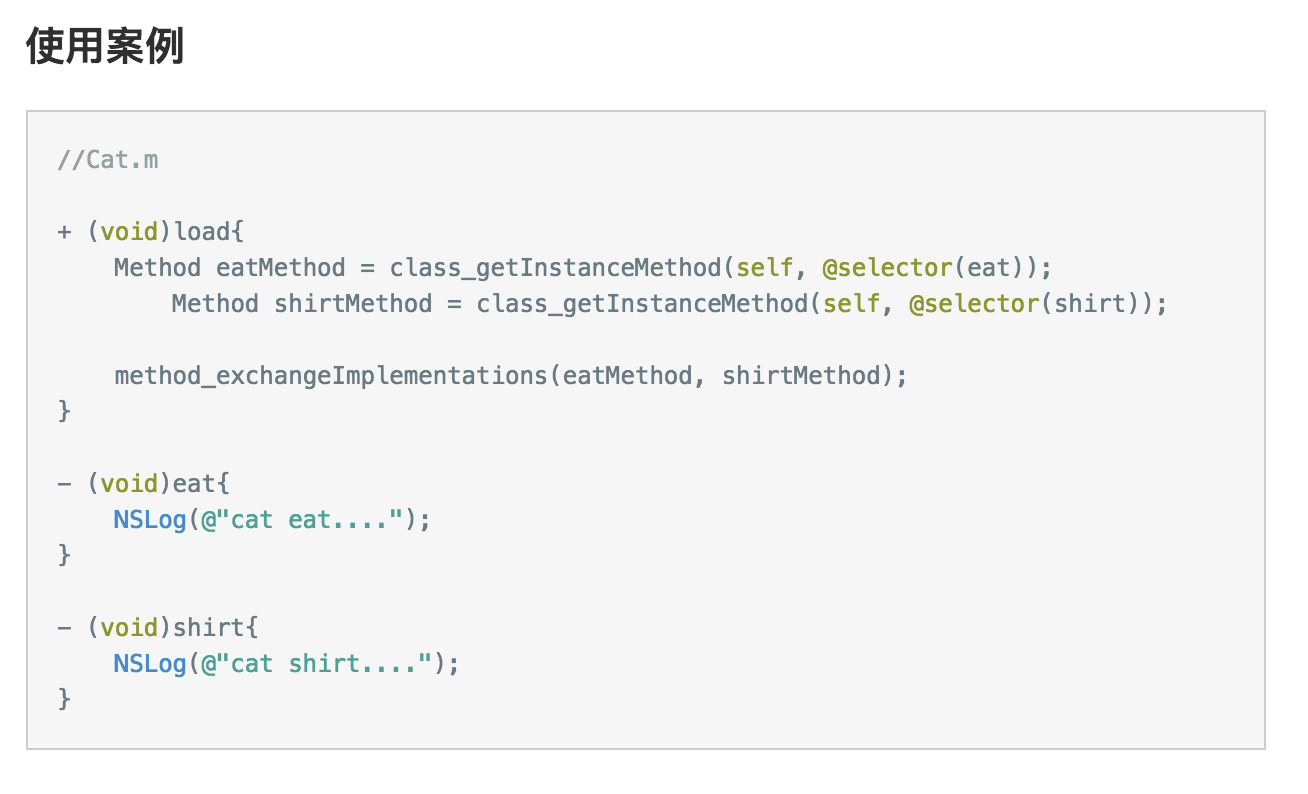 使用案例
//Cat.m
+ (void)load{
    Method eatMethod = class_getInstanceMethod(self, @selector(eat));
        Method shirtMethod = class_getInstanceMethod(self, @selector(shirt));
    method_exchangeImplementations(eatMethod, shirtMethod);
}
- (void)eat{
    NSLog(@"cat eat....");
}
- (void)shirt{
    NSLog(@"cat shirt....");
}